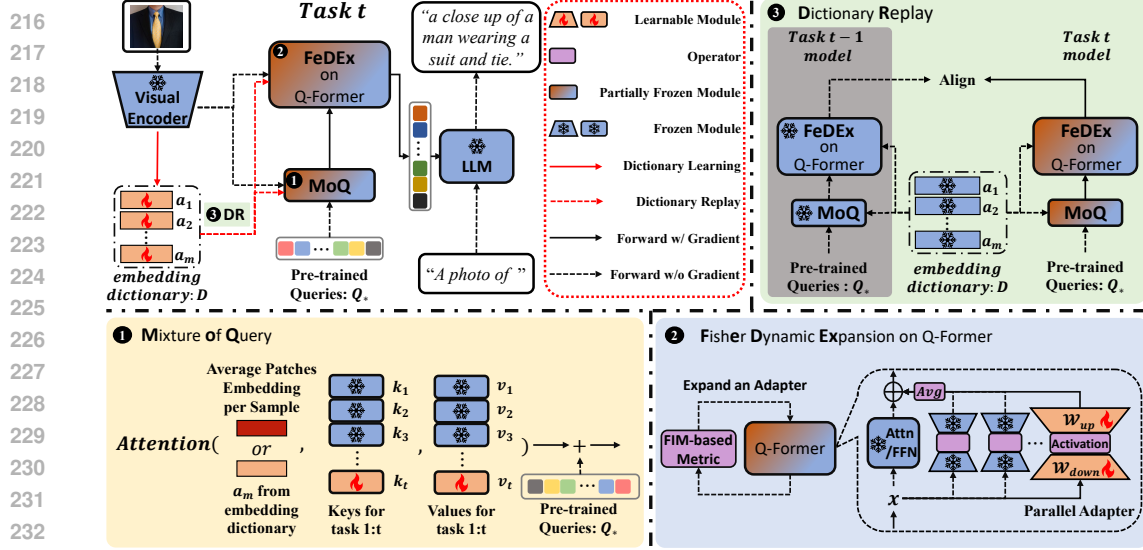 216
217
218
219
220
221
222
223
224
225
226
227
228
229
230
231
232
Task t
Visual
Encoder
a₁
a₂
aₘ
embedding
dictionary: D
❸ DR
❷
FeDEx
on
Q-Former
❶
MoQ
Pre-trained
Queries: Q*
"a close up of a
man wearing a
suit and tie."
LLM
"A photo of "
Learnable Module
Operator
Partially Frozen Module
Frozen Module
Dictionary Learning
Dictionary Replay
Forward w/ Gradient
Forward w/o Gradient
❸ Dictionary Replay
Task t − 1
model
Align
Task t
model
FeDEx
on
Q-Former
MoQ
Pre-trained
Queries : Q*
a₁
a₂
aₘ
embedding
dictionary: D
FeDEx
on
Q-Former
MoQ
Pre-trained
Queries: Q*
❶ Mixture of Query
Average Patches
Embedding
per Sample
Attention( or , , )
aₘ from
embedding
dictionary
k₁
k₂
k₃
kₜ
Keys for
task 1:t
v₁
v₂
v₃
vₜ
Values for
task 1:t
+
Pre-trained
Queries: Q*
❷ Fisher Dynamic Expansion on Q-Former
Expand an Adapter
FIM-based
Metric
Q-Former
Avg
Attn
/FFN
x
𝒲up
Activation
𝒲down
Parallel Adapter